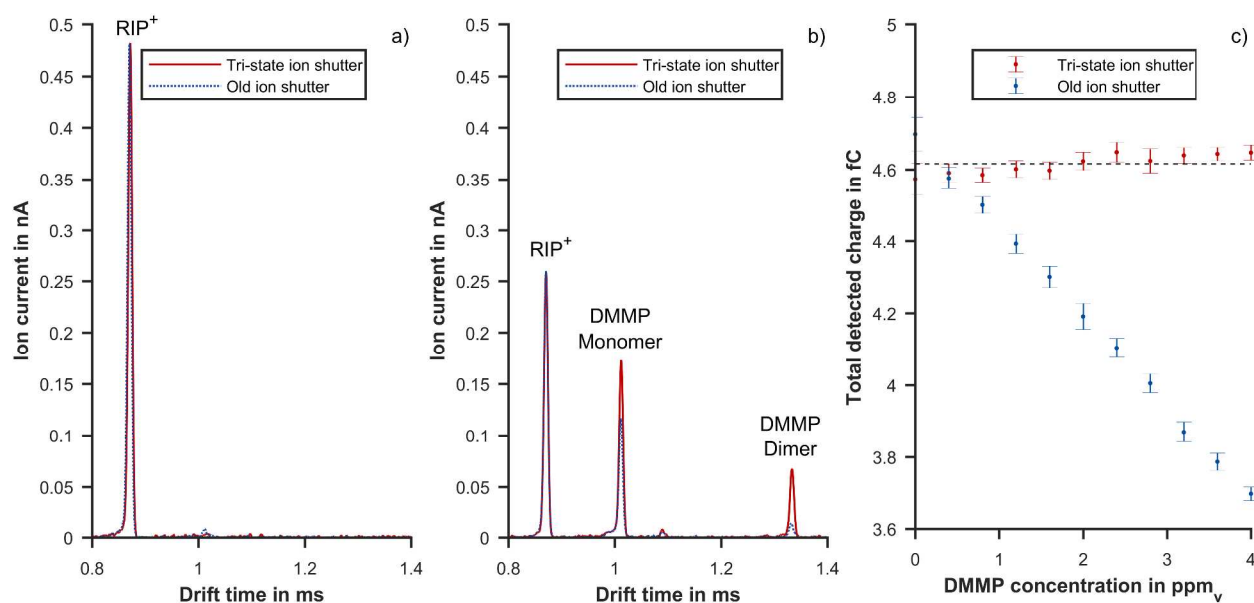 RIP+
a)
Tri-state ion shutter
Old ion shutter
0.5
0.45
0.4
0.35
0.3
0.25
0.2
0.15
0.1
0.05
0
Ion current in nA
0.8
1
1.2
1.4
Drift time in ms
b)
Tri-state ion shutter
Old ion shutter
RIP+
DMMP
Monomer
DMMP
Dimer
0.5
0.45
0.4
0.35
0.3
0.25
0.2
0.15
0.1
0.05
0
Ion current in nA
0.8
1
1.2
1.4
Drift time in ms
c)
Tri-state ion shutter
Old ion shutter
5
4.8
4.6
4.4
4.2
4
3.8
3.6
Total detected charge in fC
0
1
2
3
4
DMMP concentration in ppmv